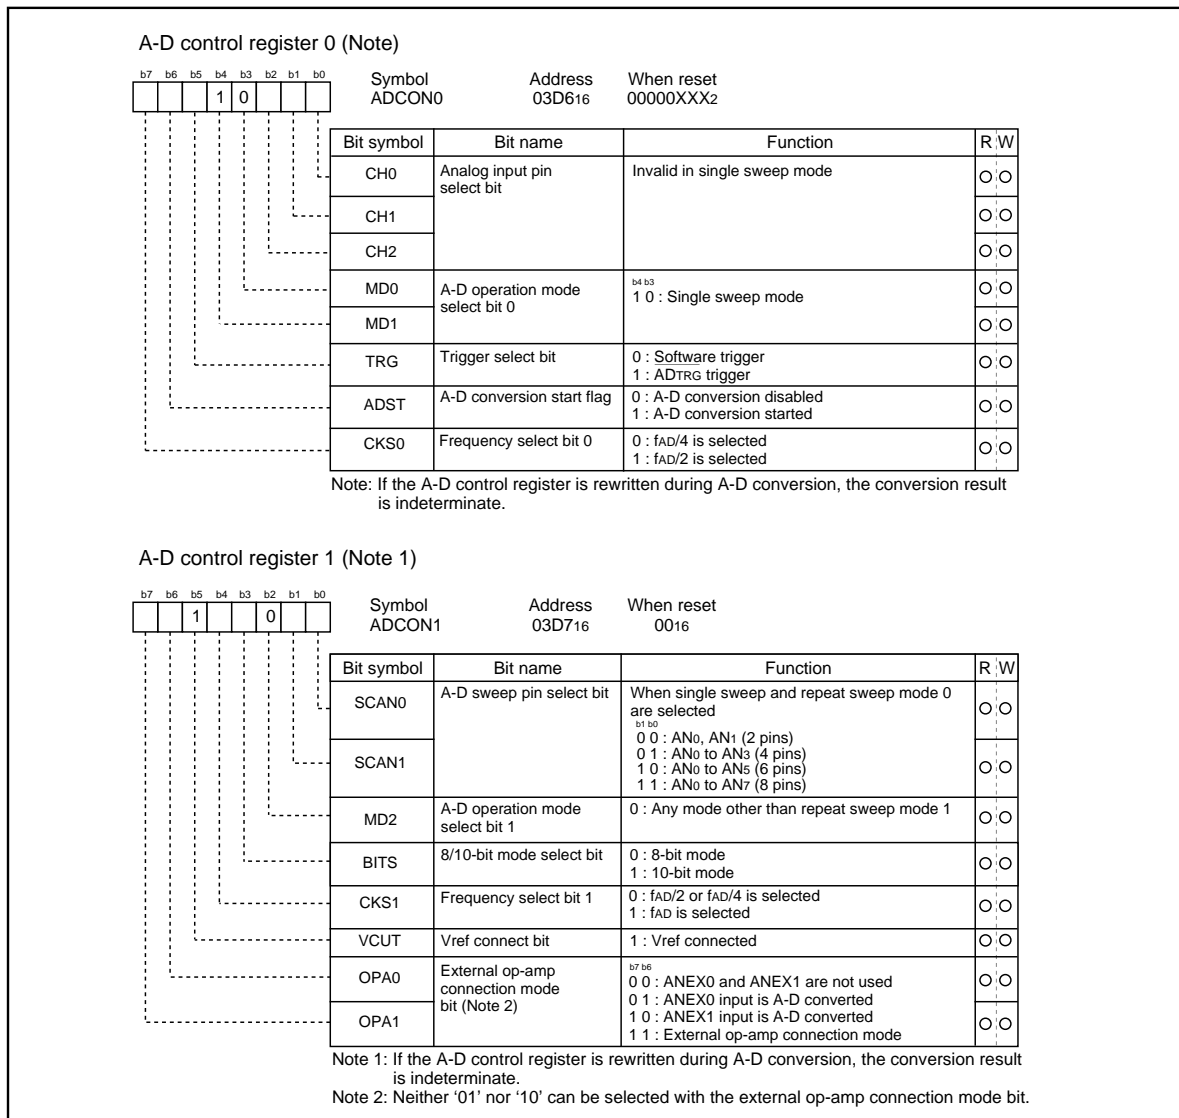 A-D control register 0 (Note)
b7 b6 b5 b4 b3 b2 b1 b0
1 0
Symbol Address When reset
ADCON0 03D616 00000XXX2
Bit symbol Bit name Function R W
CH0 Analog input pin select bit Invalid in single sweep mode
CH1
CH2
MD0 A-D operation mode select bit 0 b4 b3
1 0 : Single sweep mode
MD1
TRG Trigger select bit 0 : Software trigger
1 : ADTRG trigger
ADST A-D conversion start flag 0 : A-D conversion disabled
1 : A-D conversion started
CKS0 Frequency select bit 0 0 : fAD/4 is selected
1 : fAD/2 is selected
Note: If the A-D control register is rewritten during A-D conversion, the conversion result
is indeterminate.
A-D control register 1 (Note 1)
b7 b6 b5 b4 b3 b2 b1 b0
1 0
Symbol Address When reset
ADCON1 03D716 0016
Bit symbol Bit name Function R W
SCAN0 A-D sweep pin select bit When single sweep and repeat sweep mode 0
are selected
b1 b0
0 0 : AN0, AN1 (2 pins)
0 1 : AN0 to AN3 (4 pins)
SCAN1 1 0 : AN0 to AN5 (6 pins)
1 1 : AN0 to AN7 (8 pins)
MD2 A-D operation mode select bit 1 0 : Any mode other than repeat sweep mode 1
BITS 8/10-bit mode select bit 0 : 8-bit mode
1 : 10-bit mode
CKS1 Frequency select bit 1 0 : fAD/2 or fAD/4 is selected
1 : fAD is selected
VCUT Vref connect bit 1 : Vref connected
OPA0 External op-amp connection mode bit (Note 2) b7 b6
0 0 : ANEX0 and ANEX1 are not used
0 1 : ANEX0 input is A-D converted
OPA1 1 0 : ANEX1 input is A-D converted
1 1 : External op-amp connection mode
Note 1: If the A-D control register is rewritten during A-D conversion, the conversion result
is indeterminate.
Note 2: Neither ‘01’ nor ‘10’ can be selected with the external op-amp connection mode bit.